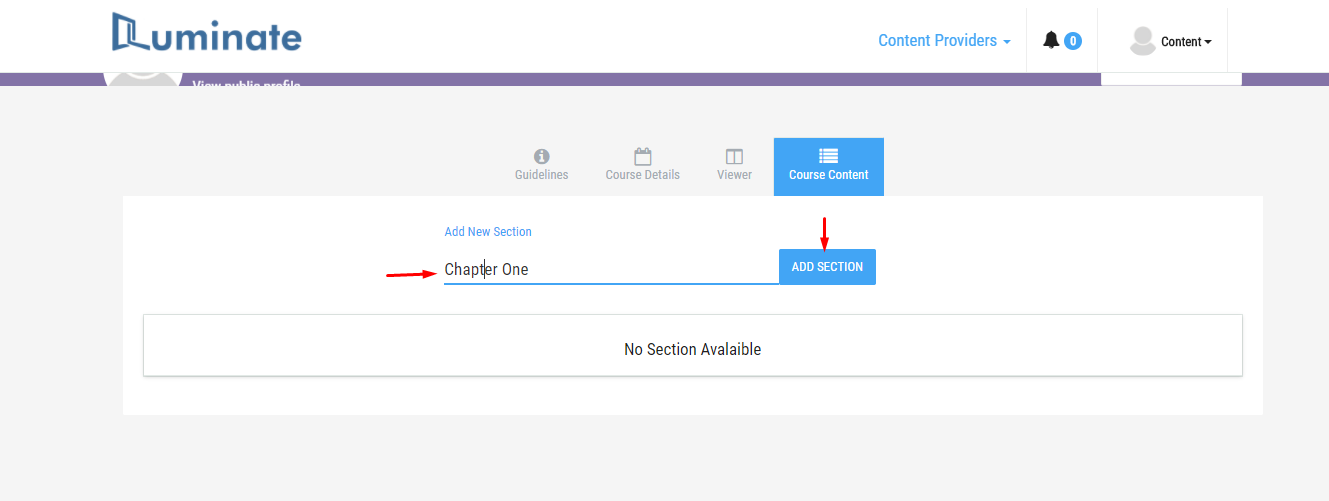 Luminate
Content Providers
0
Content
View public profile
Guidelines
Course Details
Viewer
Course Content
Add New Section
Chapter One
ADD SECTION
No Section Avalaible